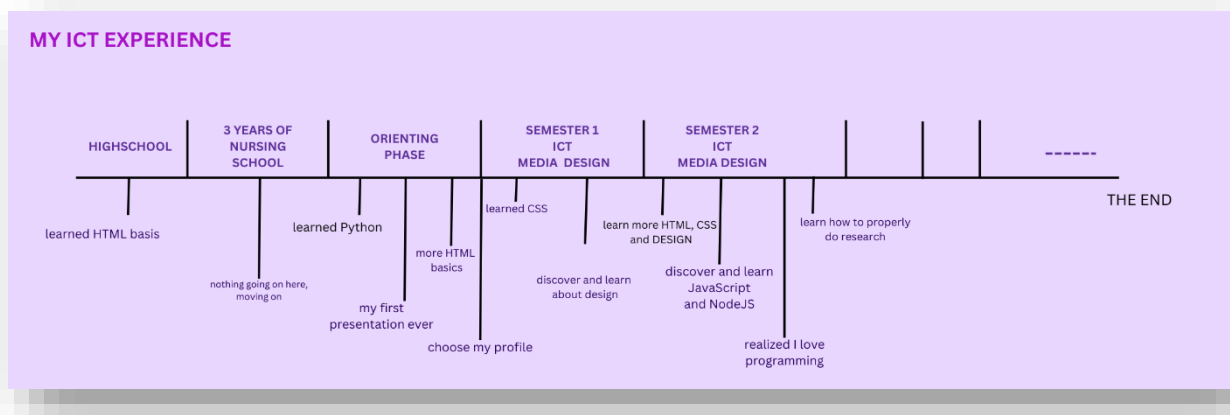 MY ICT EXPERIENCE
HIGHSCHOOL
3 YEARS OF
NURSING
SCHOOL
ORIENTING
PHASE
SEMESTER 1
ICT
MEDIA DESIGN
SEMESTER 2
ICT
MEDIA DESIGN
------
THE END
learned HTML basis
nothing going on here,
moving on
learned Python
my first
presentation ever
more HTML
basics
choose my profile
learned CSS
discover and learn
about design
learn more HTML, CSS
and DESIGN
discover and learn
JavaScript
and NodeJS
realized I love
programming
learn how to properly
do research